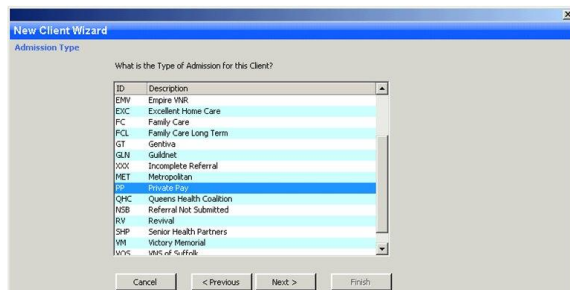 New Client Wizard
Admission Type
What is the Type of Admission for this Client?
ID Description
EMV Empire VNR
EXC Excellent Home Care
FC Family Care
FCL Family Care Long Term
GT Gentiva
GLN Guildnet
XXX Incomplete Referral
MET Metropolitan
PP Private Pay
QHC Queens Health Coalition
NSB Referral Not Submitted
RV Revival
SHP Senior Health Partners
VM Victory Memorial
VOS VNS of Suffolk
Cancel < Previous Next > Finish